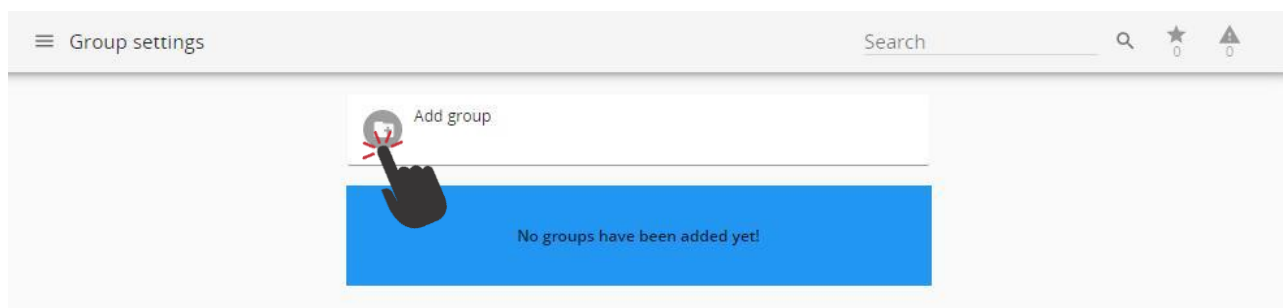 Group settings
Search
0
0
Add group
No groups have been added yet!